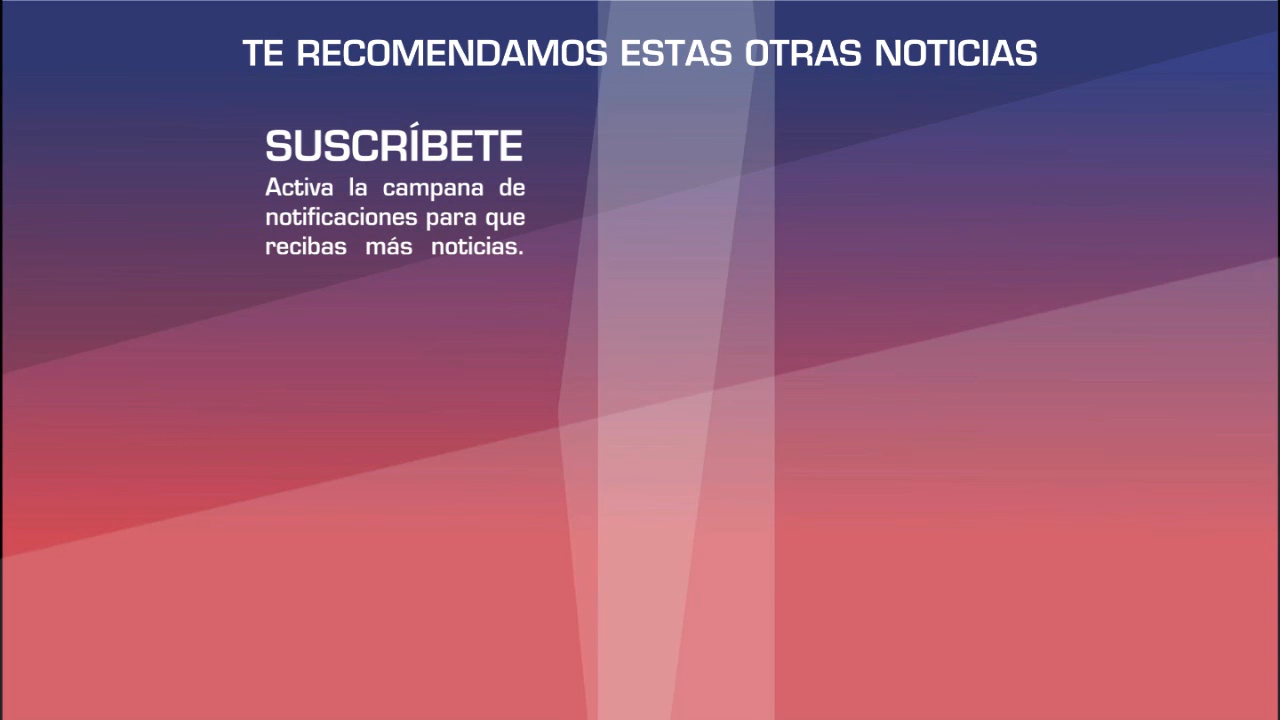 TE RECOMENDAMOS ESTAS OTRAS NOTICIAS
SUSCRÍBETE
Activa la campana de
notificaciones para que
recibas más noticias.